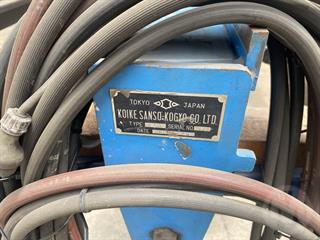 TOKYO JAPAN
KOIKE SANSO-KOGYO CO., LTD.
TYPE SERIAL NO.
DATE